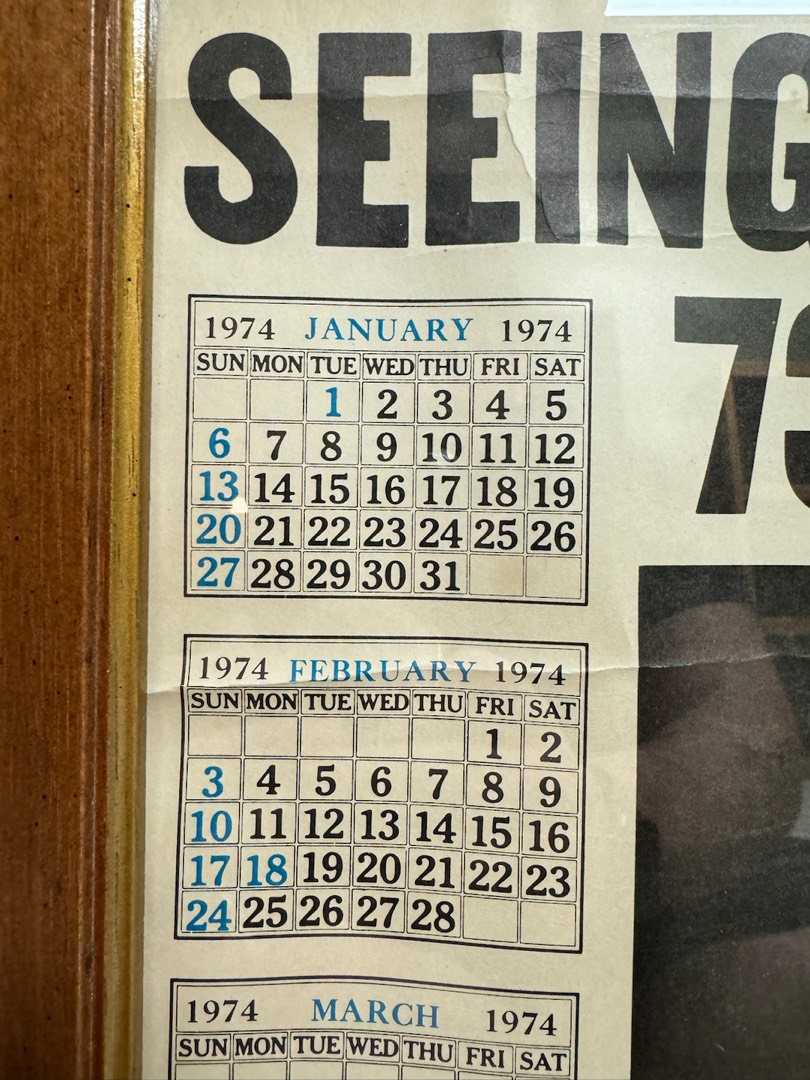 SEEING
1974 JANUARY 1974
SUN MON TUE WED THU FRI SAT
1 2 3 4 5
6 7 8 9 10 11 12
13 14 15 16 17 18 19
20 21 22 23 24 25 26
27 28 29 30 31
1974 FEBRUARY 1974
SUN MON TUE WED THU FRI SAT
1 2
3 4 5 6 7 8 9
10 11 12 13 14 15 16
17 18 19 20 21 22 23
24 25 26 27 28
1974 MARCH 1974
SUN MON TUE WED THU FRI SAT